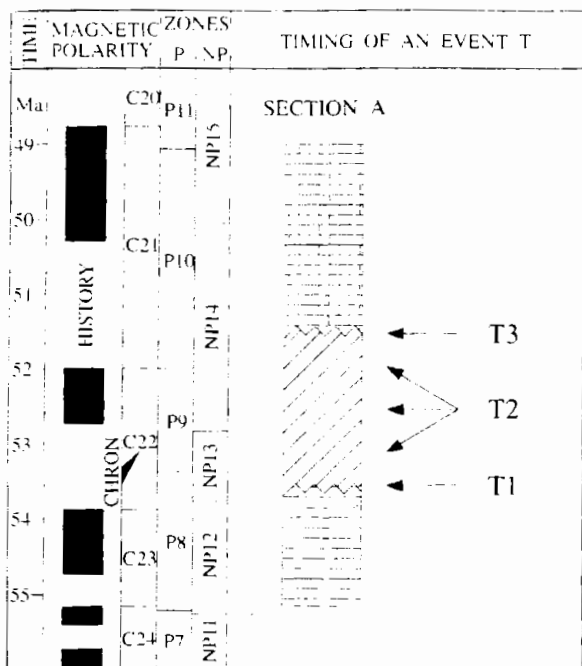 TIME
MAGNETIC
POLARITY
ZONES
P
NP
TIMING OF AN EVENT T
Ma
49
50
51
52
53
54
55
HISTORY
CHRON
C20
C21
C22
C23
C24
P11
P10
P9
P8
P7
NP15
NP14
NP13
NP12
NP11
SECTION A
T3
T2
T1